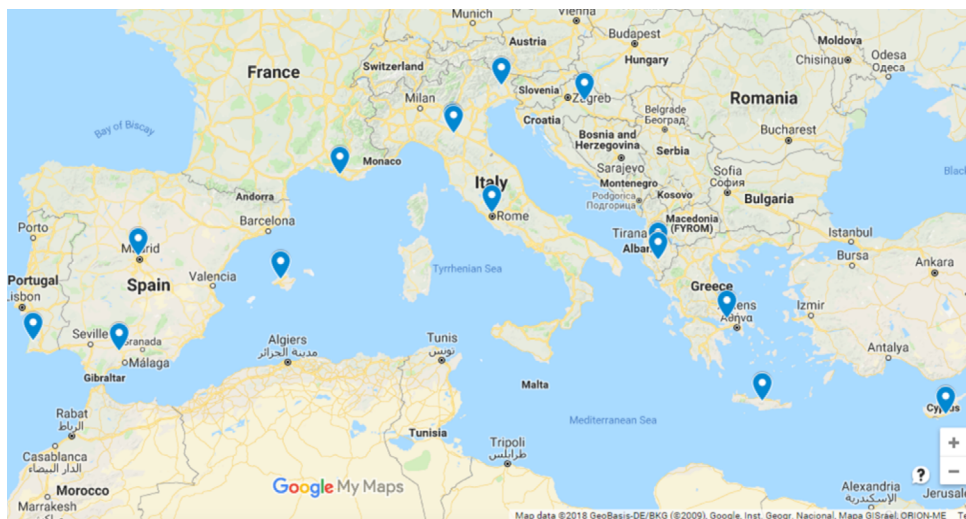 Munich
Vienna
Austria
Budapest
Hungary
Moldova
Chisinau
Odesa
Одеса
France
Switzerland
Slovenia
Zagreb
Croatia
Milan
Romania
Belgrade
Београд
Bosnia and
Herzegovina
Serbia
Bucharest
Bay of Biscay
Monaco
Sarajevo
Montenegro
Kosovo
Podgorica
Подгорица
Sofia
София
Bulgaria
Andorra
Italy
Rome
Macedonia
(FYROM)
Tirana
Porto
Barcelona
Istanbul
Bursa
Ankara
Madrid
Portugal
Spain
Valencia
Tyrrhenian Sea
Greece
Lisbon
Αθήνα
Izmir
Seville
Granada
Málaga
Gibraltar
Algiers
مدينة الجزائر
Tunis
تونس
Antalya
Malta
Mediterranean Sea
Cyprus
Rabat
الرباط
Casablanca
الدار البيضاء
Tunisia
Tripoli
طرابلس
Morocco
Marrakesh
Google My Maps
Alexandria
الإسكندرية
+
−
?
Map data ©2018 GeoBasis-DE/BKG (©2009), Google, Inst. Geogr. Nacional, Mapa GISrael, ORION-ME